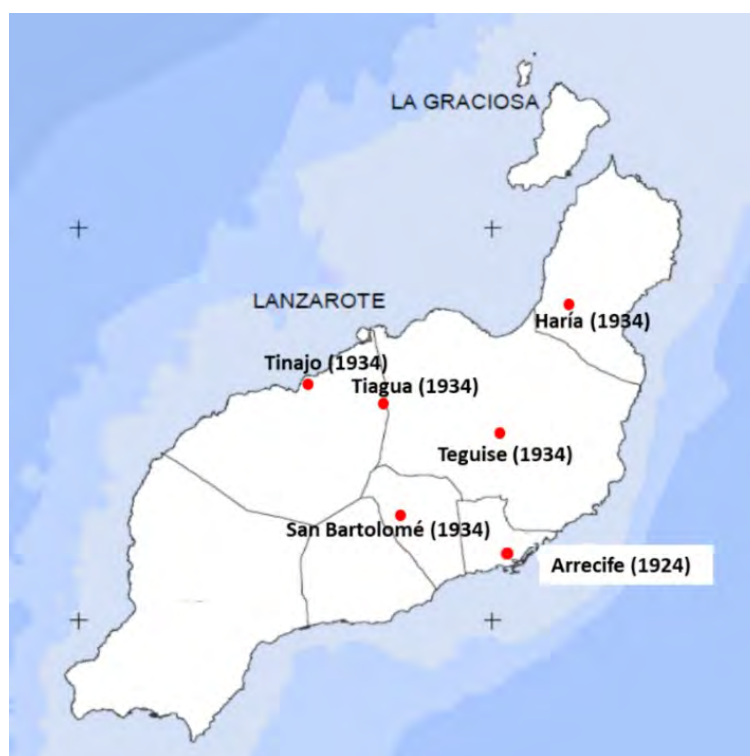 LA GRACIOSA
LANZAROTE
Haría (1934)
Tinajo (1934)
Tiagua (1934)
Teguise (1934)
San Bartolomé (1934)
Arrecife (1924)